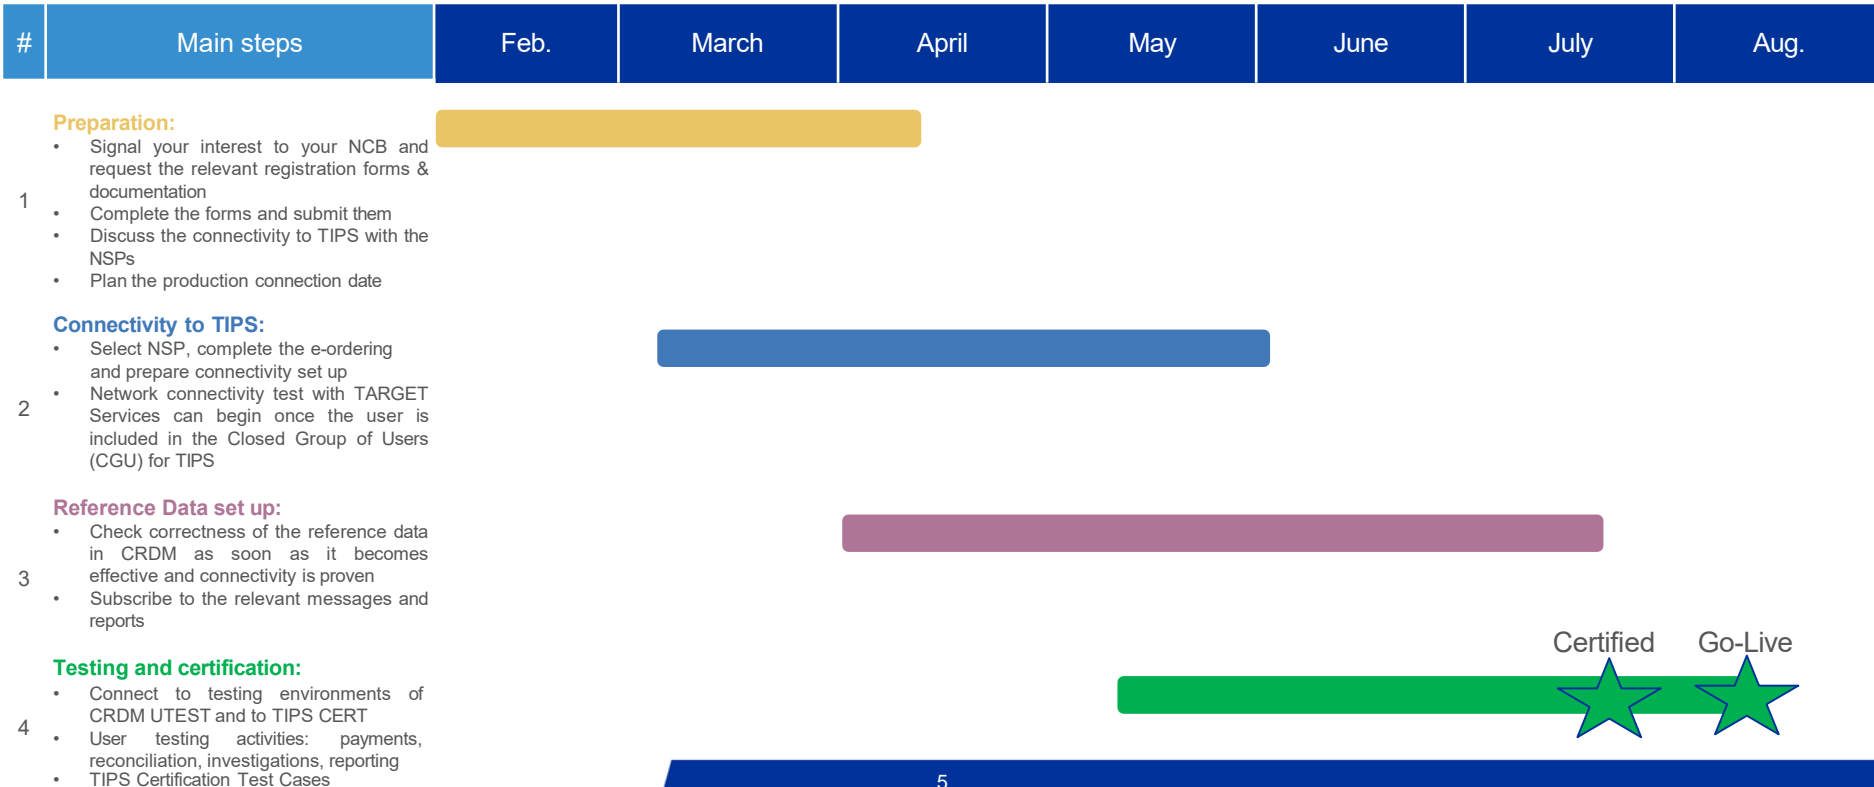 # Main steps Feb. March April May June July Aug.
Preparation:
• Signal your interest to your NCB and
request the relevant registration forms &
documentation
1
• Complete the forms and submit them
• Discuss the connectivity to TIPS with the
NSPs
• Plan the production connection date
Connectivity to TIPS:
• Select NSP, complete the e-ordering
and prepare connectivity set up
• Network connectivity test with TARGET
2
Services can begin once the user is
included in the Closed Group of Users
(CGU) for TIPS
Reference Data set up:
• Check correctness of the reference data
in CRDM as soon as it becomes
effective and connectivity is proven
3
• Subscribe to the relevant messages and
reports
Certified Go-Live
Testing and certification:
• Connect to testing environments of
CRDM UTEST and to TIPS CERT
4
• User testing activities: payments,
reconciliation, investigations, reporting
• TIPS Certification Test Cases
5